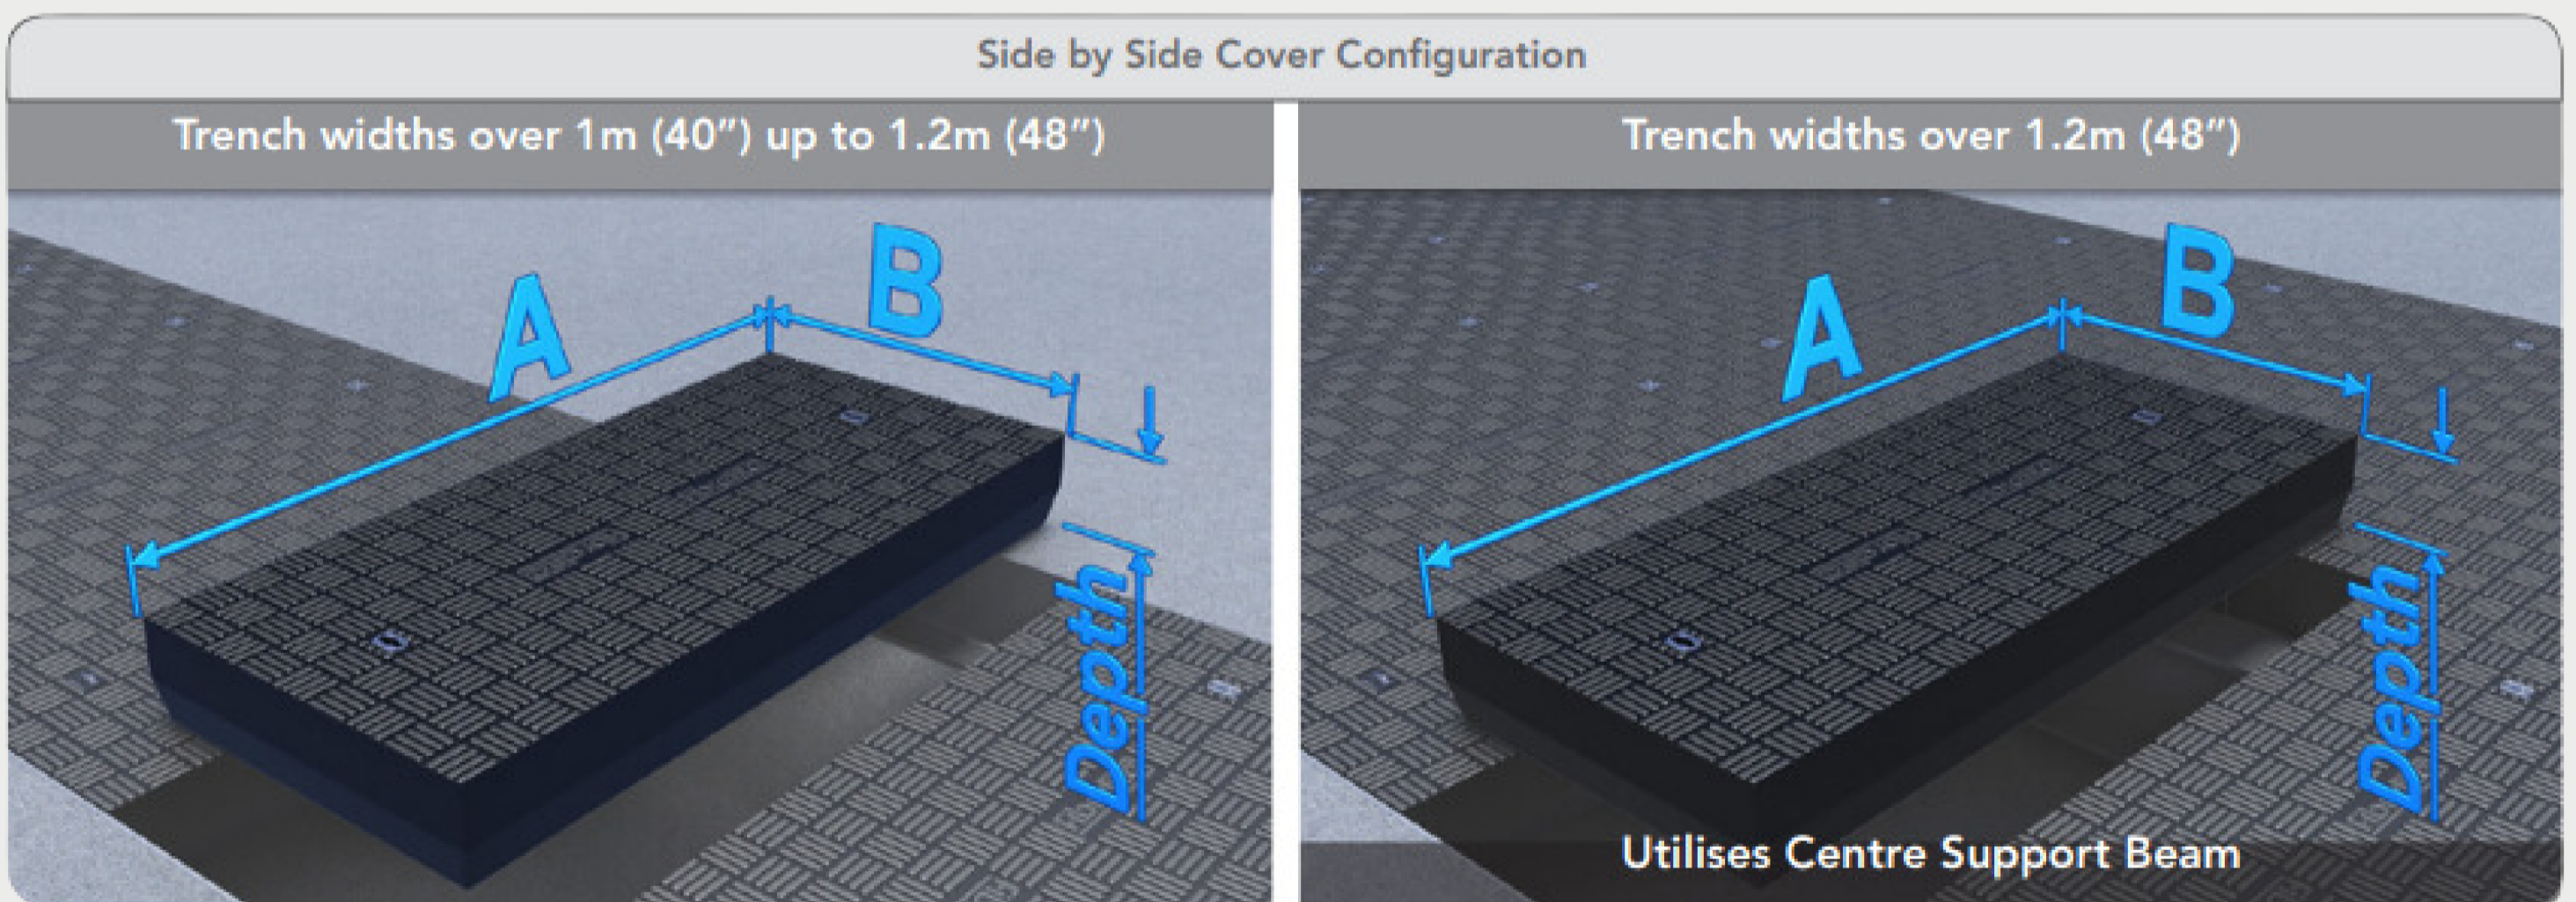 Side by Side Cover Configuration
Trench widths over 1m (40”) up to 1.2m (48”)
Trench widths over 1.2m (48”)
A
B
Depth
A
B
Depth
Utilises Centre Support Beam